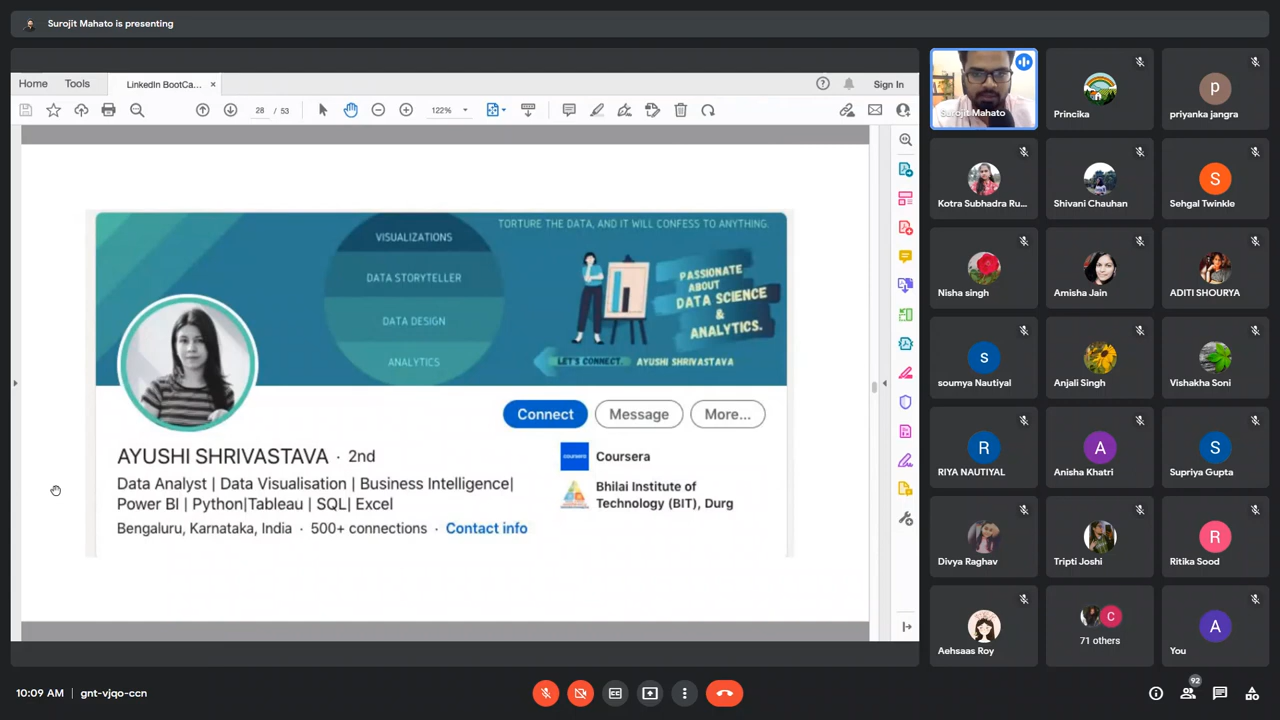 Surojit Mahato is presenting
Home
Tools
LinkedIn BootCa... ×
Sign In
28 / 53
122%
VISUALIZATIONS
DATA STORYTELLER
DATA DESIGN
ANALYTICS
TORTURE THE DATA, AND IT WILL CONFESS TO ANYTHING.
PASSIONATE
ABOUT
DATA SCIENCE
&
ANALYTICS.
LET'S CONNECT. AYUSHI SHRIVASTAVA
Connect
Message
More...
AYUSHI SHRIVASTAVA · 2nd
Data Analyst | Data Visualisation | Business Intelligence|
Power BI | Python|Tableau | SQL| Excel
Bengaluru, Karnataka, India · 500+ connections · Contact info
coursera
Coursera
Bhilai Institute of
Technology (BIT), Durg
Surojit Mahato
Princika
p
priyanka jangra
Kotra Subhadra Ru...
Shivani Chauhan
S
Sehgal Twinkle
Nisha singh
Amisha Jain
ADITI SHOURYA
s
soumya Nautiyal
Anjali Singh
Vishakha Soni
R
RIYA NAUTIYAL
A
Anisha Khatri
S
Supriya Gupta
Divya Raghav
Tripti Joshi
R
Ritika Sood
Aehsaas Roy
C
71 others
A
You
10:09 AM | gnt-vjqo-ccn
92